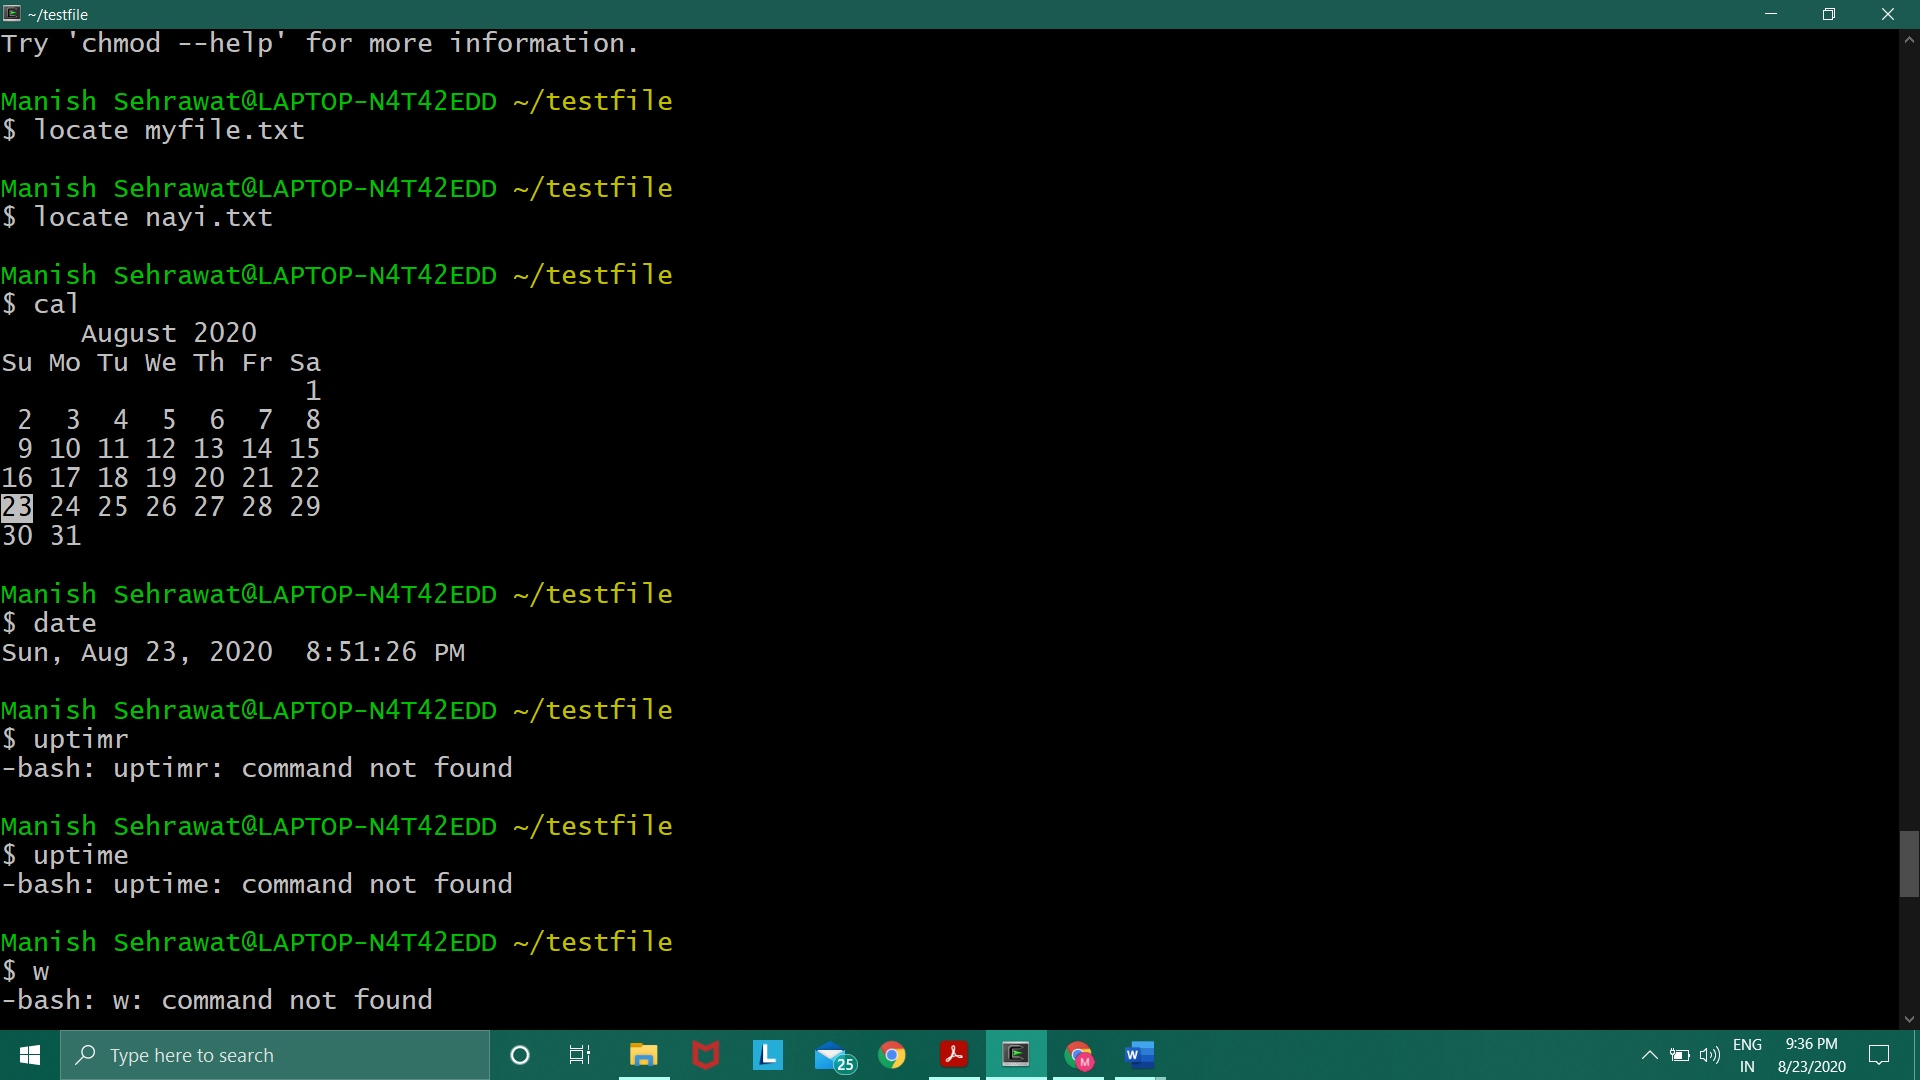 ~/testfile
Try 'chmod --help' for more information.
Manish Sehrawat@LAPTOP-N4T42EDD ~/testfile
$ locate myfile.txt
Manish Sehrawat@LAPTOP-N4T42EDD ~/testfile
$ locate nayi.txt
Manish Sehrawat@LAPTOP-N4T42EDD ~/testfile
$ cal
August 2020
Su Mo Tu We Th Fr Sa
1
2 3 4 5 6 7 8
9 10 11 12 13 14 15
16 17 18 19 20 21 22
23 24 25 26 27 28 29
30 31
Manish Sehrawat@LAPTOP-N4T42EDD ~/testfile
$ date
Sun, Aug 23, 2020  8:51:26 PM
Manish Sehrawat@LAPTOP-N4T42EDD ~/testfile
$ uptimr
-bash: uptimr: command not found
Manish Sehrawat@LAPTOP-N4T42EDD ~/testfile
$ uptime
-bash: uptime: command not found
Manish Sehrawat@LAPTOP-N4T42EDD ~/testfile
$ w
-bash: w: command not found
Type here to search
L
25
M
W
ENG
IN
9:36 PM
8/23/2020